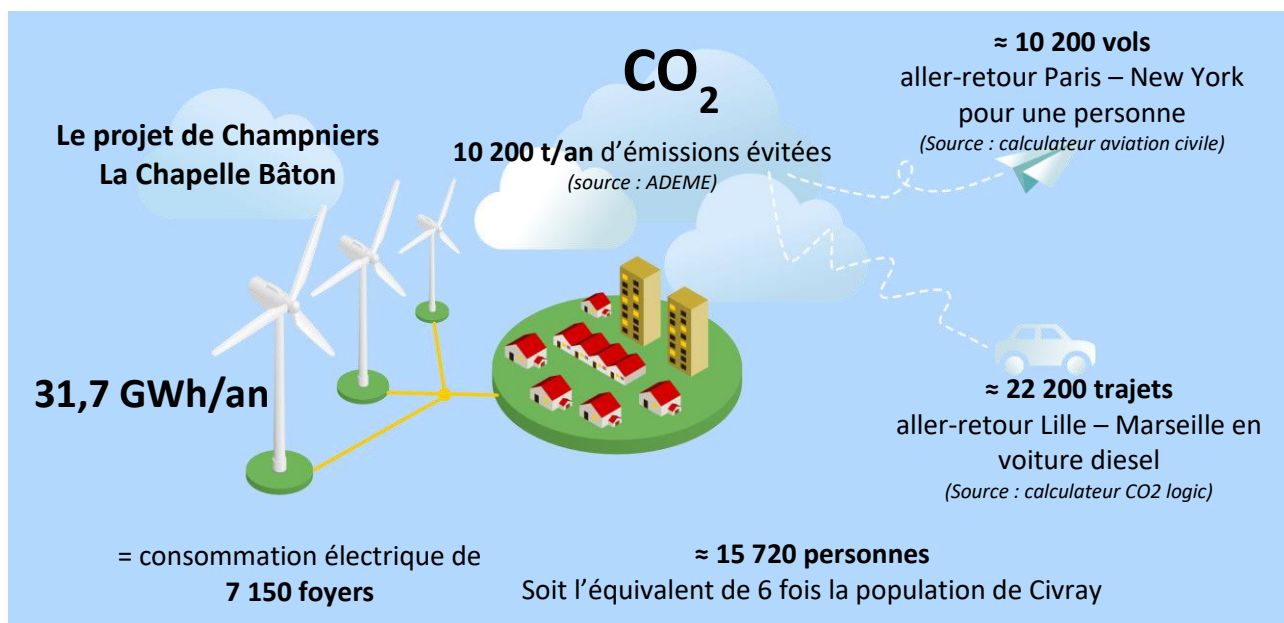 Le projet de Champniers
La Chapelle Bâton
CO2
10 200 t/an d'émissions évitées
(source : ADEME)
≈ 10 200 vols
aller-retour Paris – New York
pour une personne
(Source : calculateur aviation civile)
31,7 GWh/an
≈ 22 200 trajets
aller-retour Lille – Marseille en
voiture diesel
(Source : calculateur CO2 logic)
= consommation électrique de
7 150 foyers
≈ 15 720 personnes
Soit l'équivalent de 6 fois la population de Civray